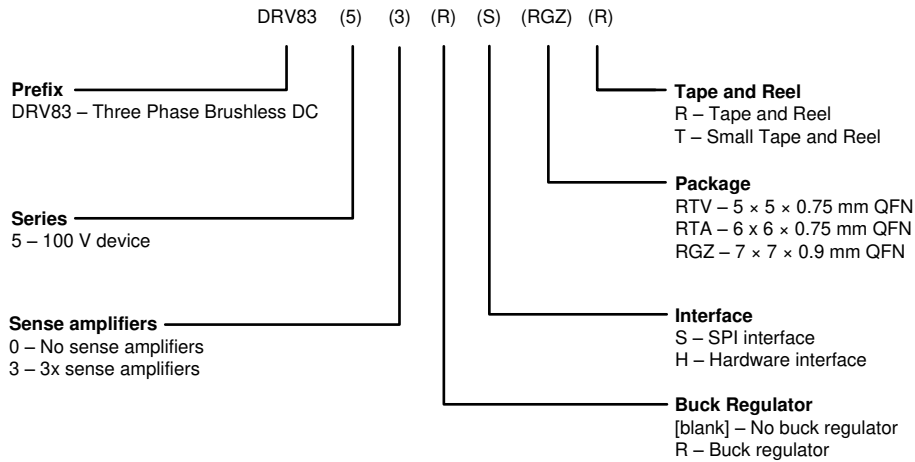 DRV83 (5) (3) (R) (S) (RGZ) (R)
Prefix
DRV83 – Three Phase Brushless DC
Series
5 – 100 V device
Sense amplifiers
0 – No sense amplifiers
3 – 3x sense amplifiers
Tape and Reel
R – Tape and Reel
T – Small Tape and Reel
Package
RTV – 5 × 5 × 0.75 mm QFN
RTA – 6 x 6 × 0.75 mm QFN
RGZ – 7 × 7 × 0.9 mm QFN
Interface
S – SPI interface
H – Hardware interface
Buck Regulator
[blank] – No buck regulator
R – Buck regulator